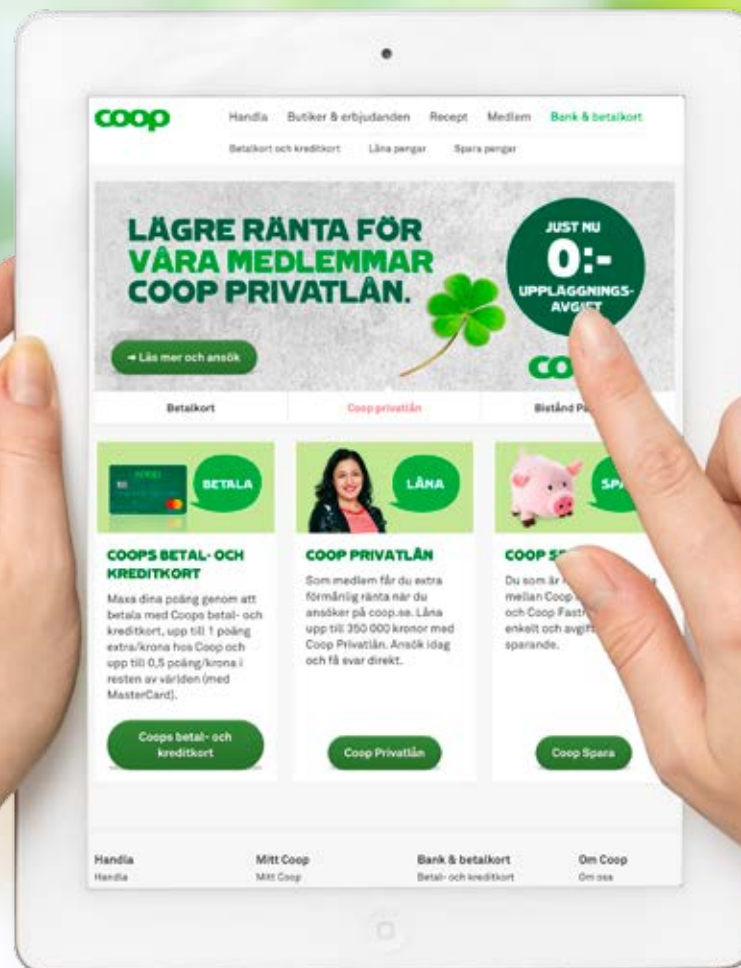 coop
Handla Butiker & erbjudanden Recept Medlem Bank & betalkort
Betalkort och kreditkort Låna pengar Spara pengar
LÄGRE RÄNTA FÖR
VÅRA MEDLEMMAR
COOP PRIVATLÅN.
JUST NU
0:-
UPPLÄGGNINGS-
AVGIFT
➔ Läs mer och ansök
Betalkort Coop privatlån Bistånd
BETALA
LÅNA
COOPS BETAL- OCH
KREDITKORT
Maxa dina poäng genom att
betala med Coops betal- och
kreditkort, upp till 1 poäng
extra/krona hos Coop och
upp till 0,5 poäng/krona i
resten av världen (med
MasterCard).
Coops betal- och
kreditkort
COOP PRIVATLÅN
Som medlem får du extra
förmånlig ränta när du
ansöker på coop.se. Låna
upp till 350 000 kronor med
Coop Privatlån. Ansök idag
och få svar direkt.
Coop Privatlån
COOP
Du som är
mellan Coop
och Coop
enkelt och
sparande.
Coop Spara
Handla Mitt Coop Bank & betalkort Om Coop
Handla Mitt Coop Betal- och kreditkort Om oss